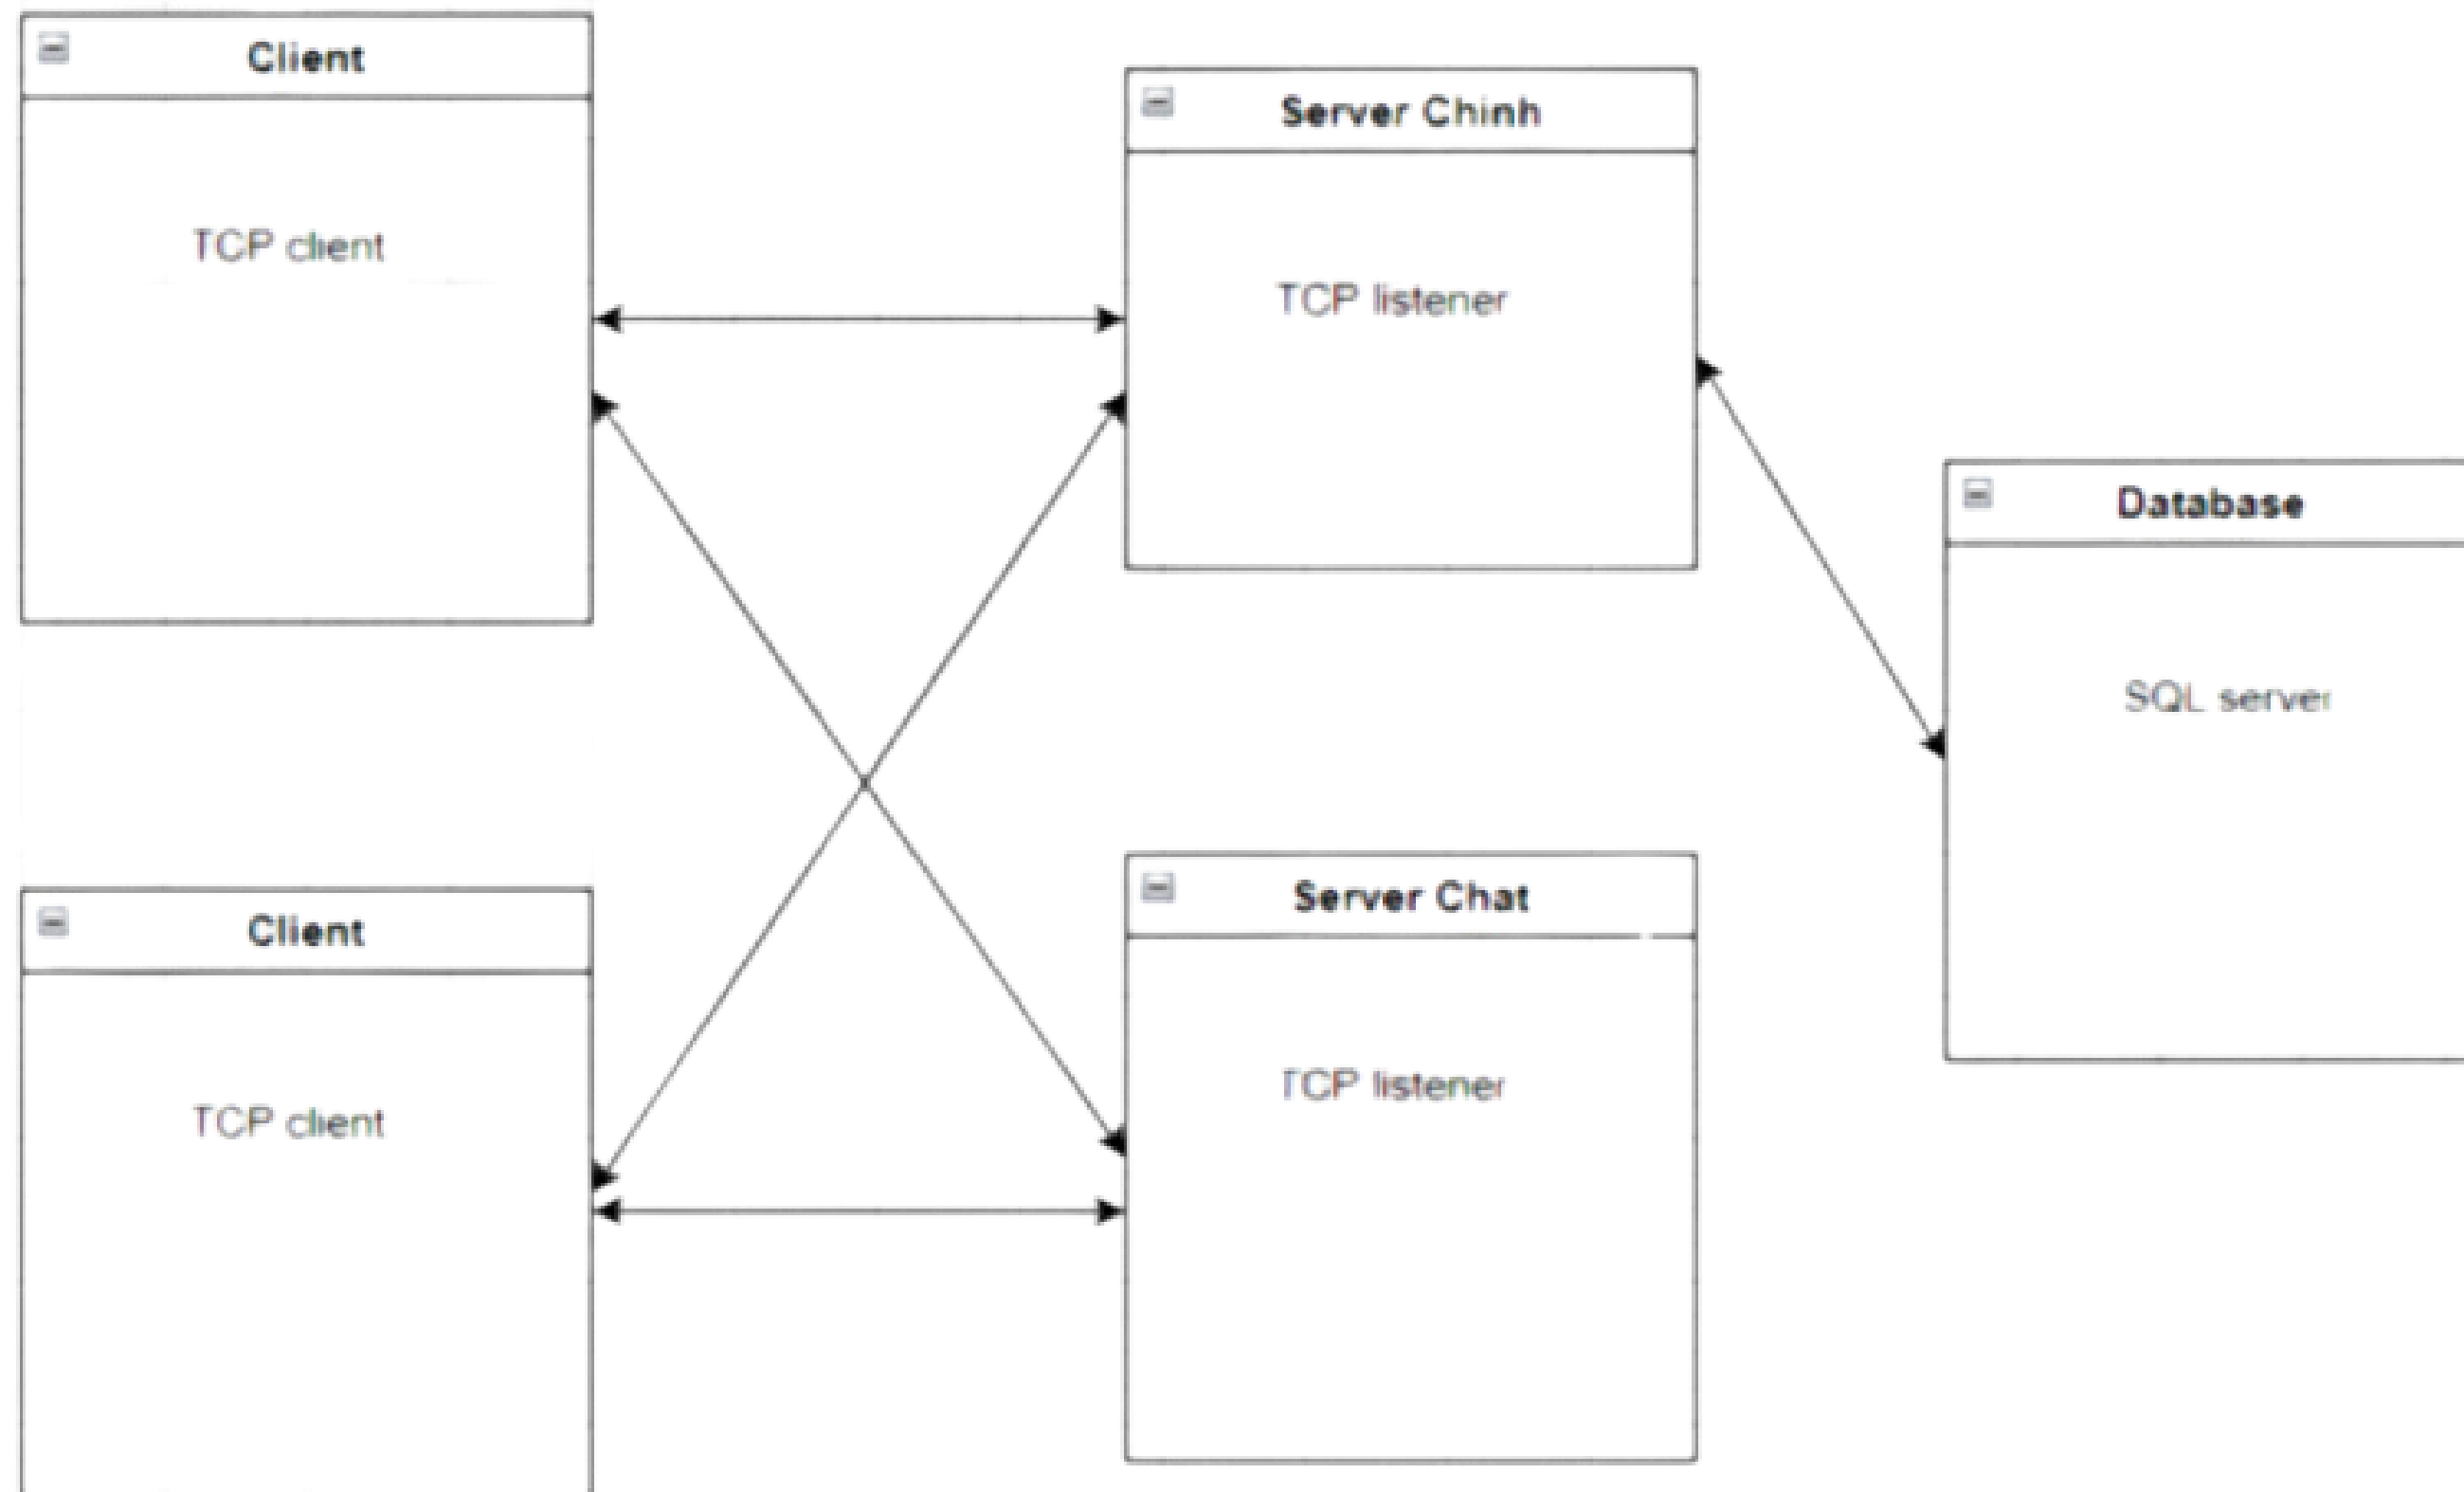 Client
TCP client
Server Chinh
TCP listener
Database
SQL server
Client
TCP client
Server Chat
TCP listener